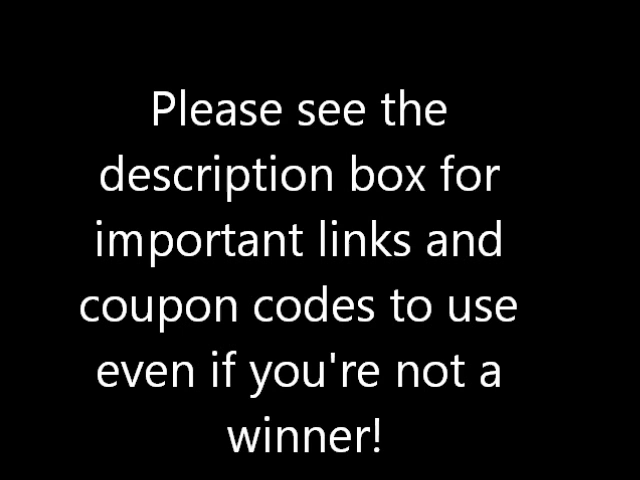 Please see the
description box for
important links and
coupon codes to use
even if you're not a
winner!